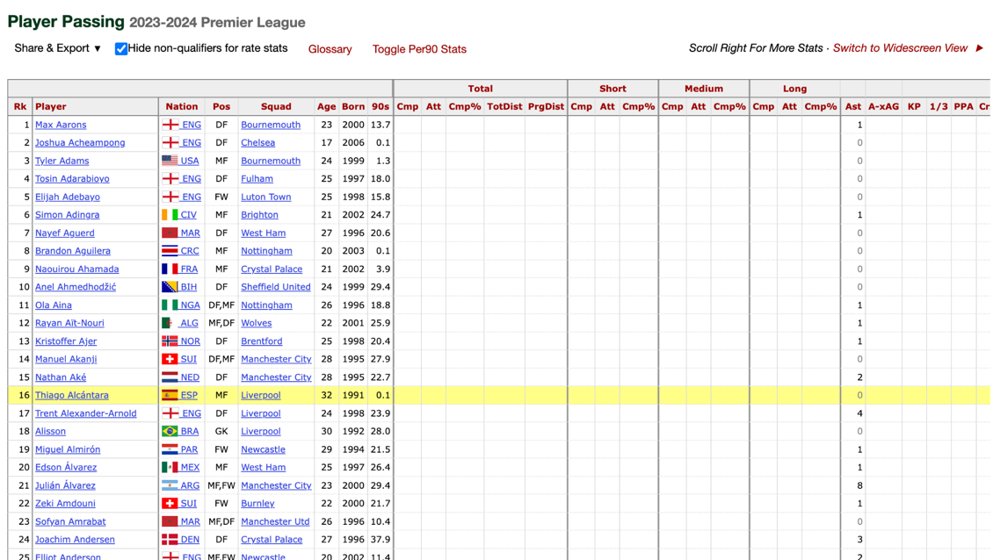 Player Passing 2023-2024 Premier League
Share & Export ▼ Hide non-qualifiers for rate stats Glossary Toggle Per90 Stats Scroll Right For More Stats · Switch to Widescreen View ►
Total Short Medium Long
Rk Player Nation Pos Squad Age Born 90s Cmp Att Cmp% TotDist PrgDist Cmp Att Cmp% Cmp Att Cmp% Cmp Att Cmp% Ast A-xAG KP 1/3 PPA Cr
1 Max Aarons ENG DF Bournemouth 23 2000 13.7 1
2 Joshua Acheampong ENG DF Chelsea 17 2006 0.1 0
3 Tyler Adams USA MF Bournemouth 24 1999 1.3 0
4 Tosin Adarabioyo ENG DF Fulham 25 1997 18.0 0
5 Elijah Adebayo ENG FW Luton Town 25 1998 15.8 0
6 Simon Adingra CIV MF Brighton 21 2002 24.7 1
7 Nayef Aguerd MAR DF West Ham 27 1996 20.6 0
8 Brandon Aguilera CRC MF Nottingham 20 2003 0.1 0
9 Naouirou Ahamada FRA MF Crystal Palace 21 2002 3.9 0
10 Anel Ahmedhodžić BIH DF Sheffield United 24 1999 29.4 0
11 Ola Aina NGA DF,MF Nottingham 26 1996 18.8 1
12 Rayan Aït-Nouri ALG MF,DF Wolves 22 2001 25.9 1
13 Kristoffer Ajer NOR DF Brentford 25 1998 20.4 1
14 Manuel Akanji SUI DF,MF Manchester City 28 1995 27.9 0
15 Nathan Aké NED DF Manchester City 28 1995 22.7 2
16 Thiago Alcántara ESP MF Liverpool 32 1991 0.1 0
17 Trent Alexander-Arnold ENG DF Liverpool 24 1998 23.9 4
18 Alisson BRA GK Liverpool 30 1992 28.0 0
19 Miguel Almirón PAR FW Newcastle 29 1994 21.5 1
20 Edson Álvarez MEX MF West Ham 25 1997 26.4 1
21 Julián Álvarez ARG MF,FW Manchester City 23 2000 29.4 8
22 Zeki Amdouni SUI FW Burnley 22 2000 21.7 1
23 Sofyan Amrabat MAR MF,DF Manchester Utd 26 1996 10.4 0
24 Joachim Andersen DEN DF Crystal Palace 27 1996 37.9 3
25 Elliot Anderson ENG MF,FW Newcastle 20 2002 11.4 2